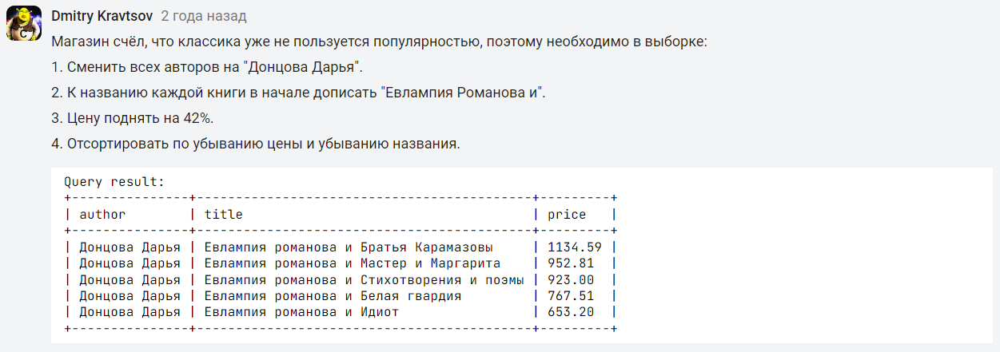 Dmitry Kravtsov 2 года назад
Магазин счёл, что классика уже не пользуется популярностью, поэтому необходимо в выборке:
1. Сменить всех авторов на "Донцова Дарья".
2. К названию каждой книги в начале дописать "Евлампия Романова и".
3. Цену поднять на 42%.
4. Отсортировать по убыванию цены и убыванию названия.
Query result:
+---------------+-------------------------------------------+---------+
| author        | title                                     | price   |
+---------------+-------------------------------------------+---------+
| Донцова Дарья | Евлампия романова и Братья Карамазовы     | 1134.59 |
| Донцова Дарья | Евлампия романова и Мастер и Маргарита    | 952.81  |
| Донцова Дарья | Евлампия романова и Стихотворения и поэмы | 923.00  |
| Донцова Дарья | Евлампия романова и Белая гвардия         | 767.51  |
| Донцова Дарья | Евлампия романова и Идиот                 | 653.20  |
+---------------+-------------------------------------------+---------+